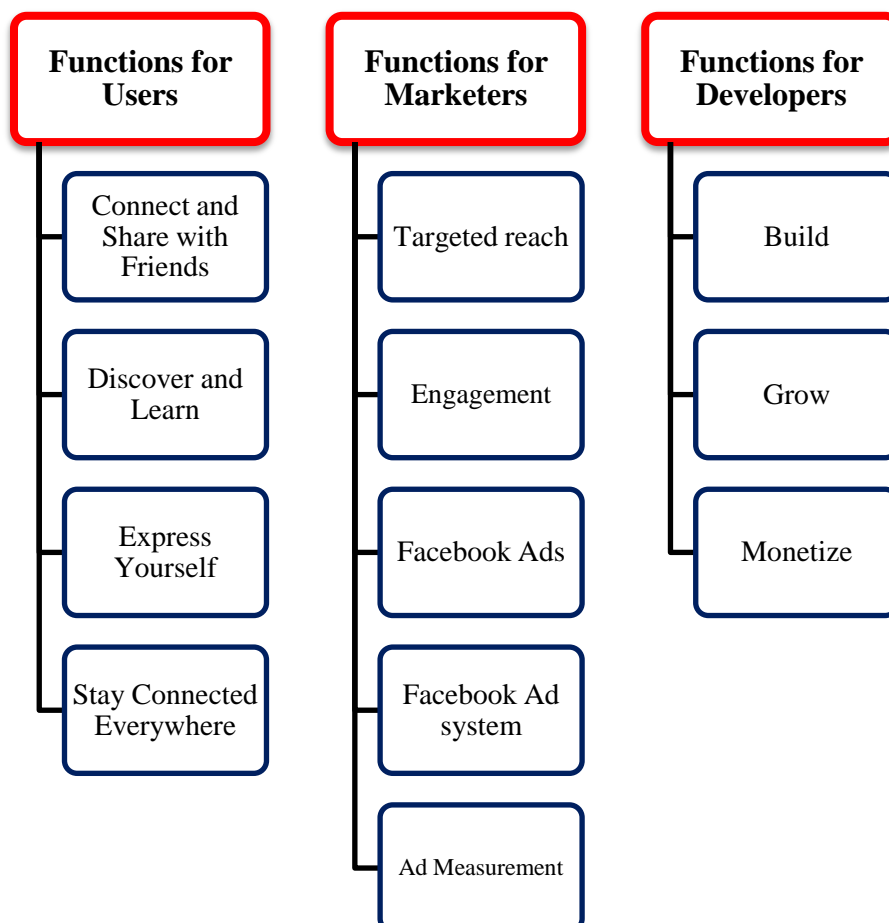 Functions for
Users
Connect and
Share with
Friends
Discover and
Learn
Express
Yourself
Stay Connected
Everywhere
Functions for
Marketers
Targeted reach
Engagement
Facebook Ads
Facebook Ad
system
Ad Measurement
Functions for
Developers
Build
Grow
Monetize